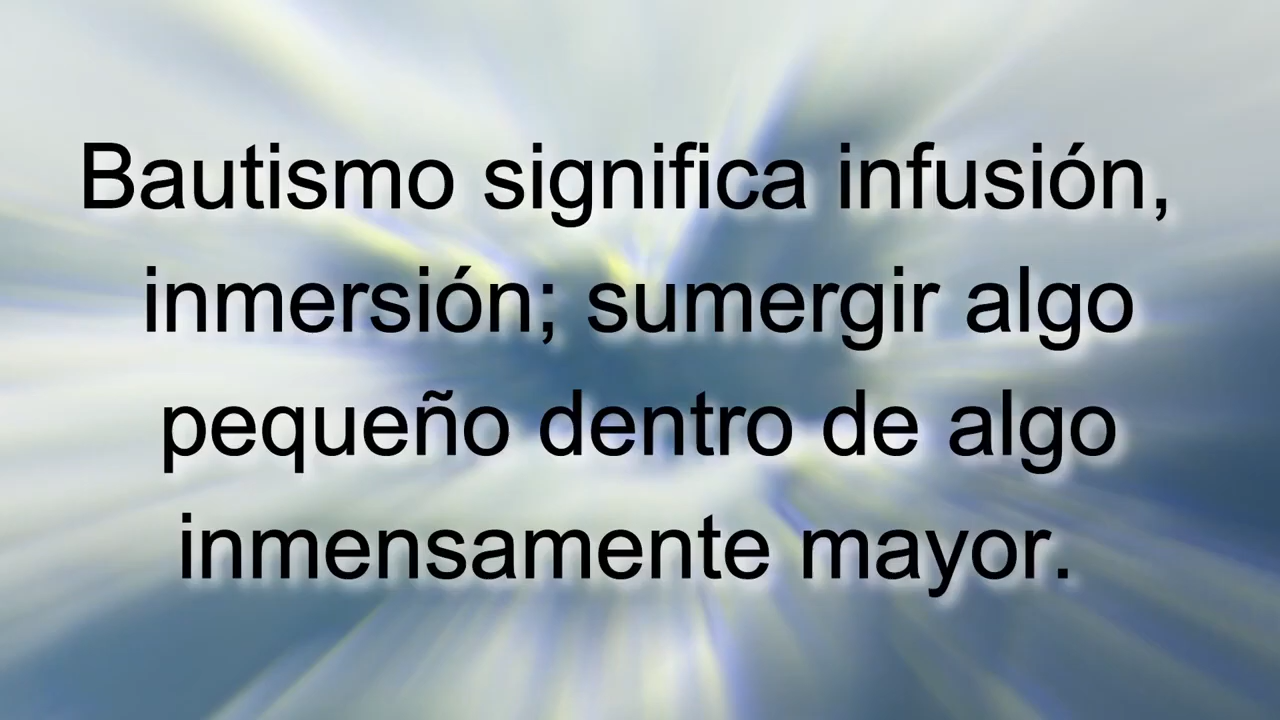 Bautismo significa infusión,
inmersión; sumergir algo
pequeño dentro de algo
inmensamente mayor.